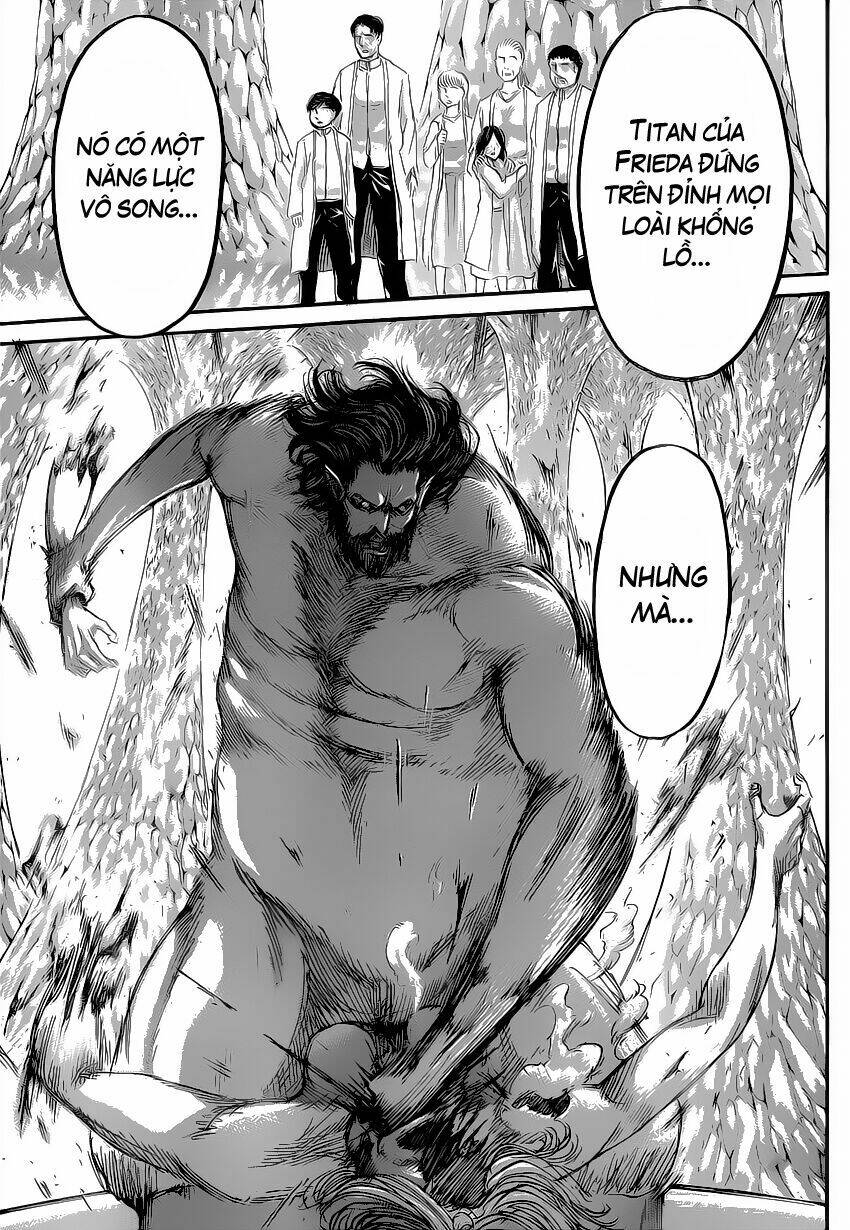 TITAN CỦA
FRIEDA ĐỨNG
TRÊN ĐỈNH MỌI
LOÀI KHỔNG
LỒ...
NÓ CÓ MỘT
NĂNG LỰC
VÔ SONG...
NHƯNG
MÀ...